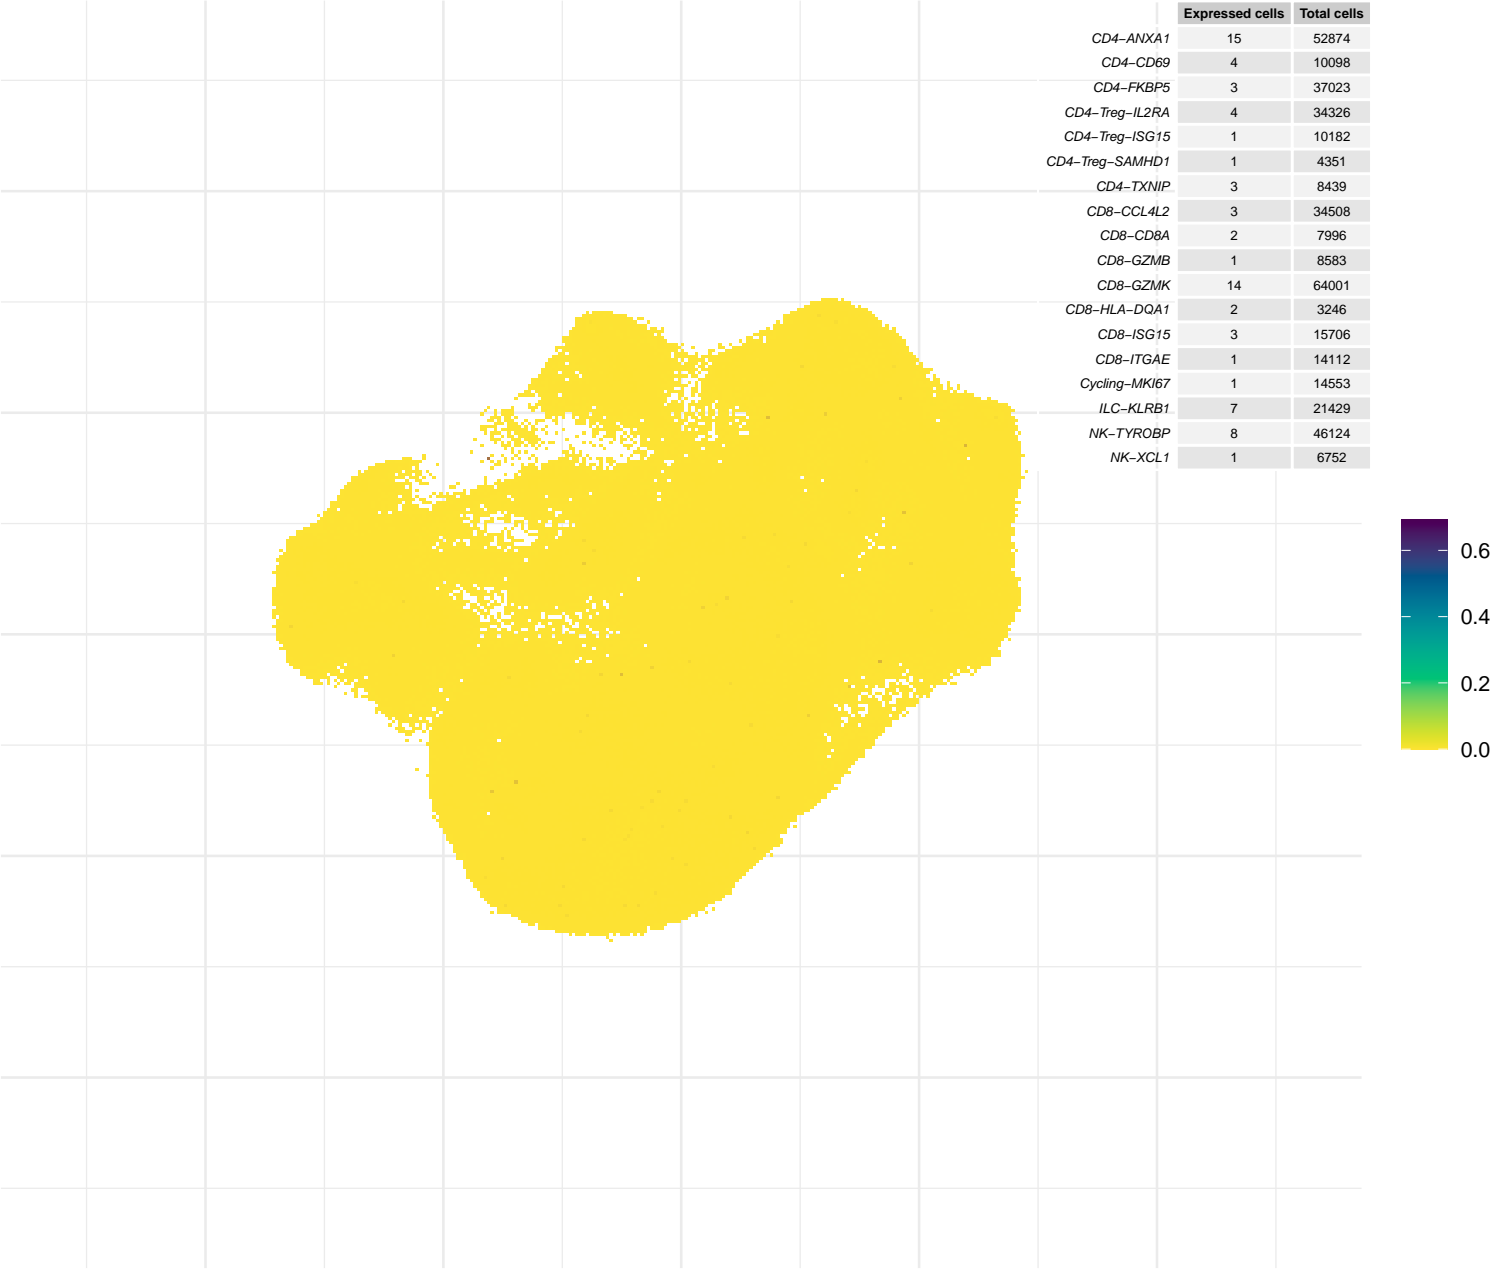 Expressed cells Total cells
CD4−ANXA1 15 52874
CD4−CD69 4 10098
CD4−FKBP5 3 37023
CD4−Treg−IL2RA 4 34326
CD4−Treg−ISG15 1 10182
CD4−Treg−SAMHD1 1 4351
CD4−TXNIP 3 8439
CD8−CCL4L2 3 34508
CD8−CD8A 2 7996
CD8−GZMB 1 8583
CD8−GZMK 14 64001
CD8−HLA−DQA1 2 3246
CD8−ISG15 3 15706
CD8−ITGAE 1 14112
Cycling−MKI67 1 14553
ILC−KLRB1 7 21429
NK−TYROBP 8 46124
NK−XCL1 1 6752
0.6
0.4
0.2
0.0